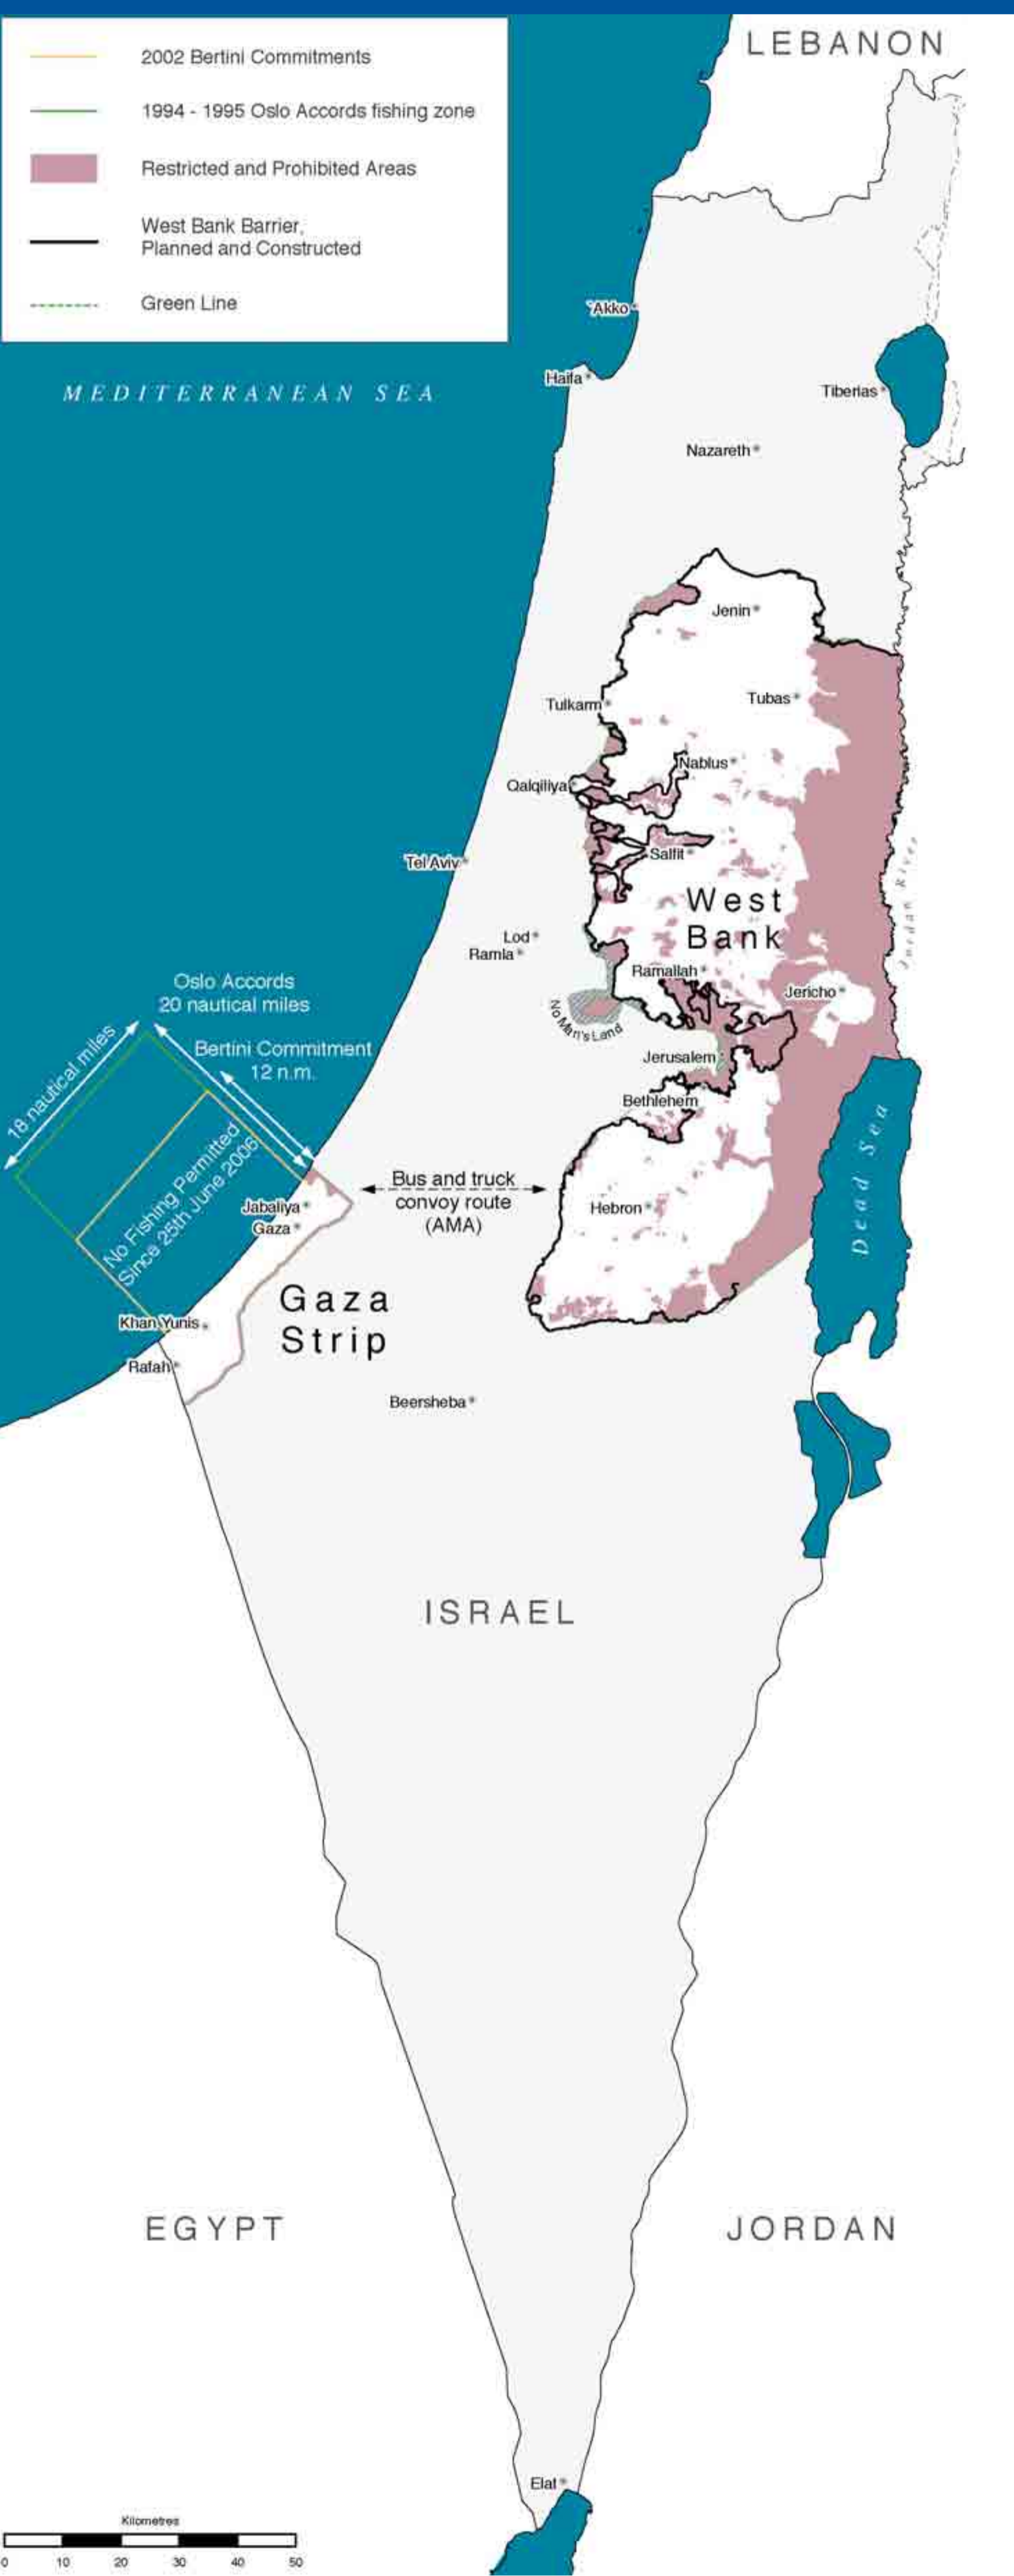 LEBANON
2002 Bertini Commitments
1994 - 1995 Oslo Accords fishing zone
Restricted and Prohibited Areas
West Bank Barrier,
Planned and Constructed
Green Line
`Akko
Haifa
MEDITERRANEAN SEA
Tiberias
Nazareth
Jenin
Tubas
Tulkarm
Nablus
Qalqiliya
Salfit
Tel Aviv
West
Bank
Jordan River
Lod
Ramla
Ramallah
Jericho
No Man's Land
Oslo Accords
20 nautical miles
18 nautical miles
Bertini Commitment
12 n.m.
Jerusalem
Bethlehem
No Fishing Permitted
Since 25th June 2006
Bus and truck
convoy route
(AMA)
Dead Sea
Jabaliya
Gaza
Hebron
Gaza
Strip
Khan Yunis
Rafah
Beersheba
ISRAEL
EGYPT
JORDAN
Elat
Kilometres
0 10 20 30 40 50